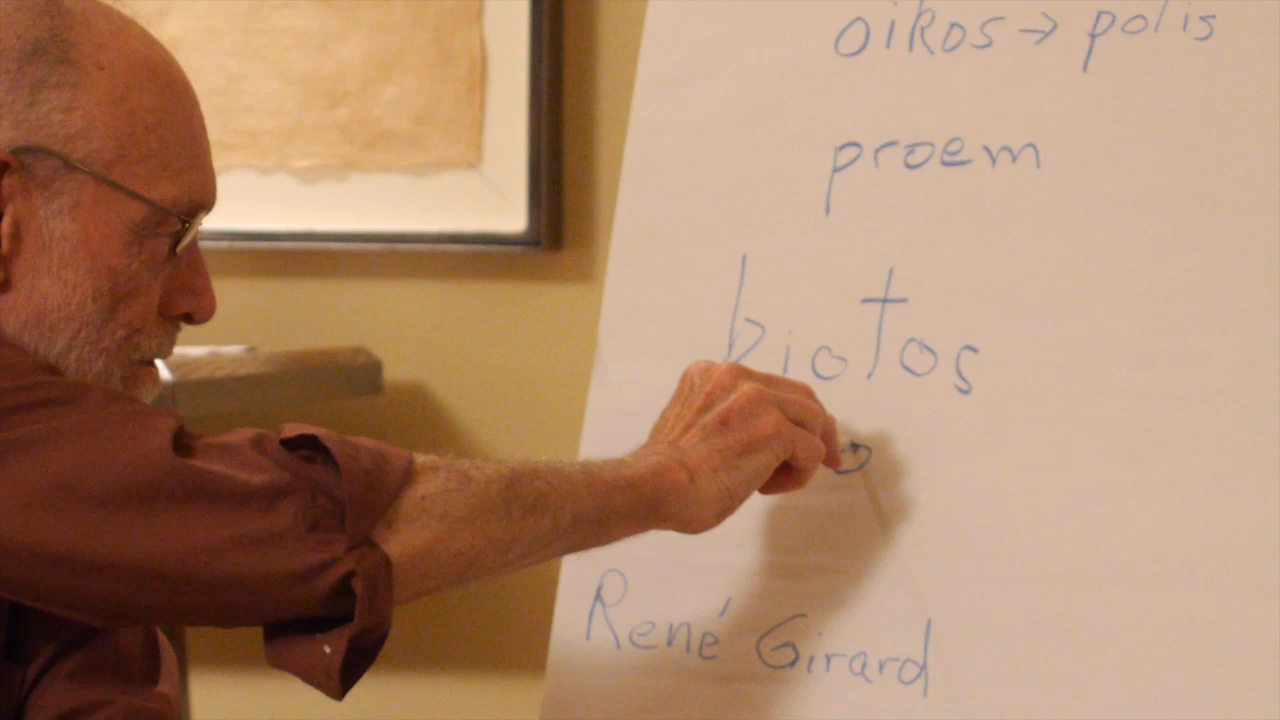 oikos → polis
proem
biotos
René Girard